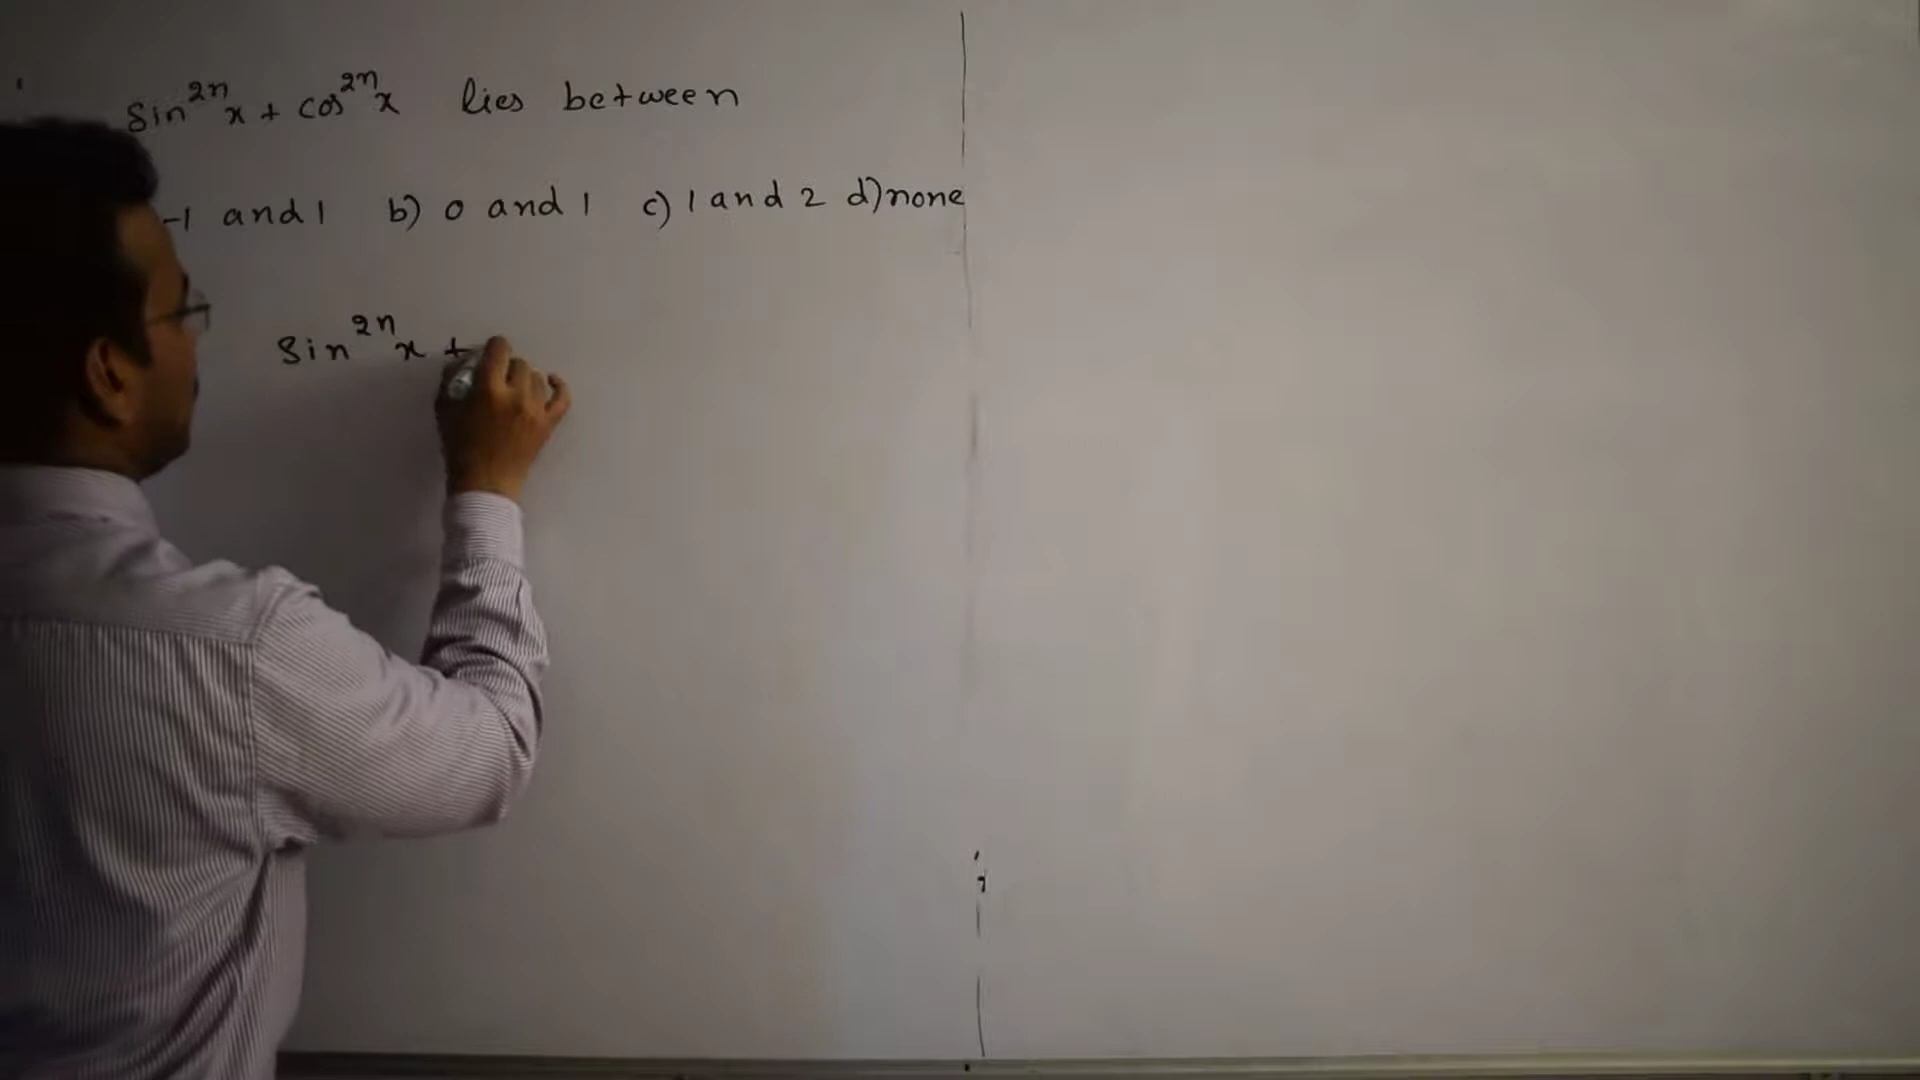 sin^2n x + cos^2n x lies between
-1 and 1 b) 0 and 1 c) 1 and 2 d) none
sin^2n x +